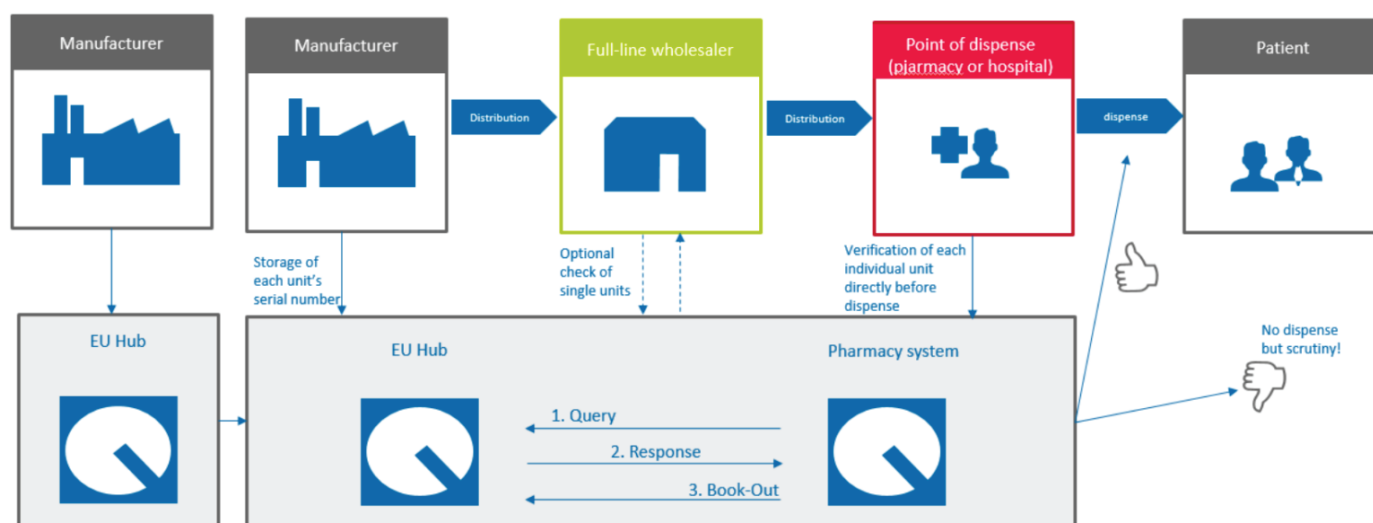 Manufacturer
Manufacturer
Full-line wholesaler
Point of dispense
(pjarmacy or hospital)
Patient
Distribution
Distribution
dispense
Storage of
each unit's
serial number
Optional
check of
single units
Verification of each
individual unit
directly before
dispense
No dispense
but scrutiny!
EU Hub
EU Hub
Pharmacy system
1. Query
2. Response
3. Book-Out